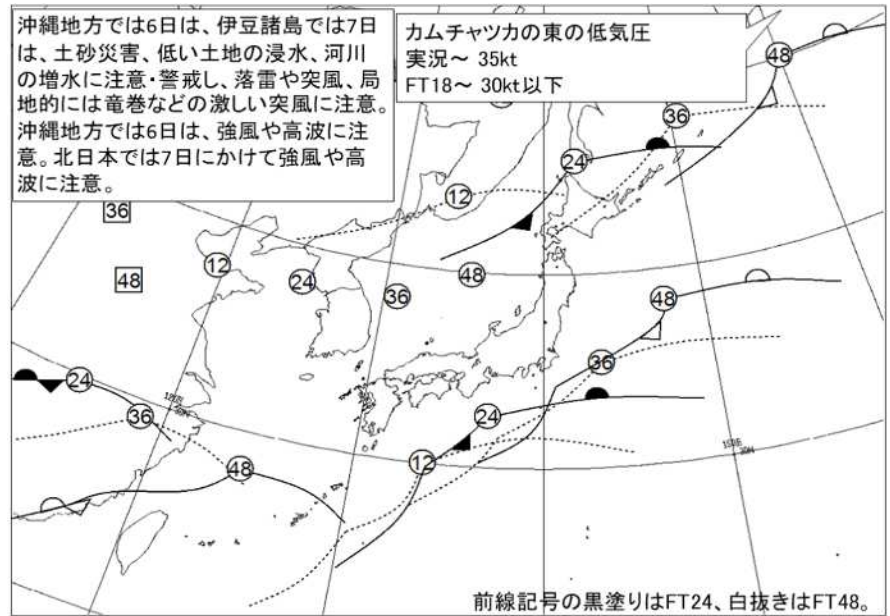 沖縄地方では6日は、伊豆諸島では7日
は、土砂災害、低い土地の浸水、河川
の増水に注意・警戒し、落雷や突風、局
地的には竜巻などの激しい突風に注意。
沖縄地方では6日は、強風や高波に注
意。北日本では7日にかけて強風や高
波に注意。
カムチャツカの東の低気圧
実況～ 35kt
FT18～ 30kt以下
48
36
24
12
36
12
48
24
36
48
48
36
24
36
24
12
48
150E
30N
前線記号の黒塗りはFT24、白抜きはFT48。